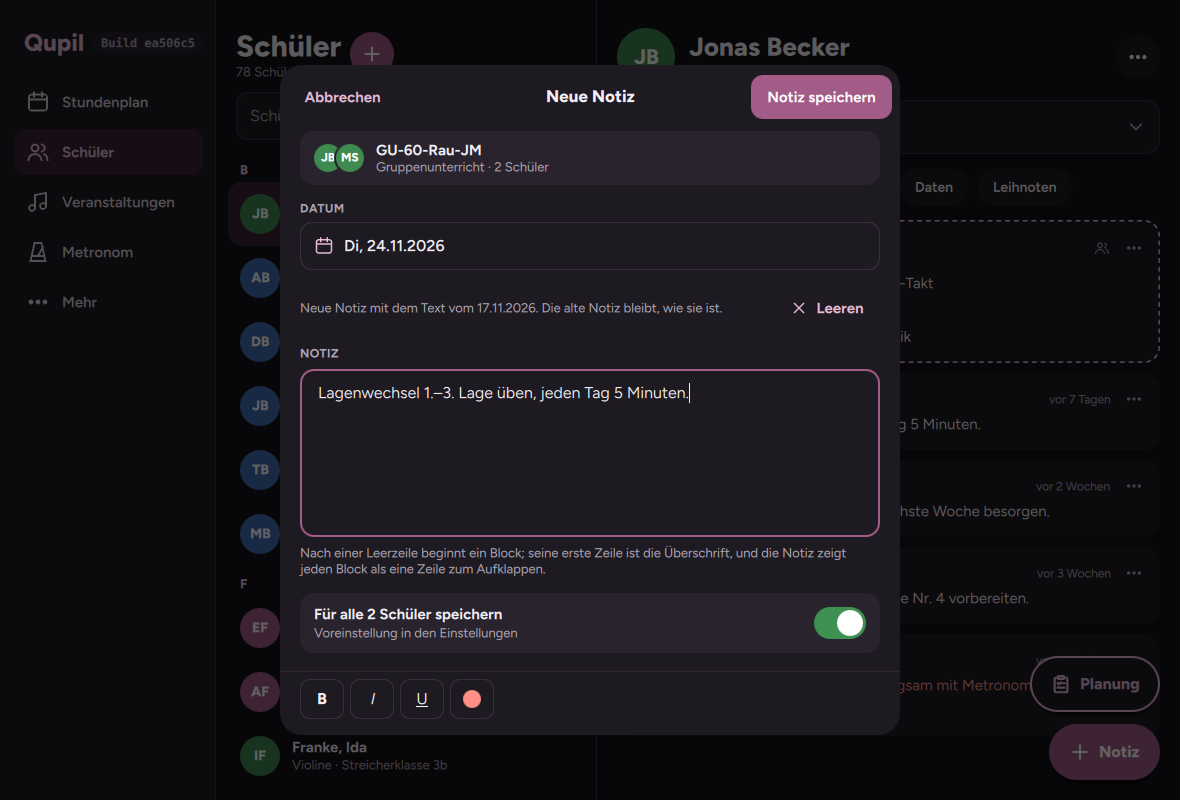 Qupil
Build ea506c5
Stundenplan
Schüler
Veranstaltungen
Metronom
Mehr
Schüler
78 Schül
Schü
B
JB
AB
DB
JB
TB
MB
F
EF
AF
IF
Franke, Ida
Violine · Streicherklasse 3b
JB
Jonas Becker
Daten
Leihnoten
-Takt
ik
vor 7 Tagen
g 5 Minuten.
vor 2 Wochen
hste Woche besorgen.
vor 3 Wochen
e Nr. 4 vorbereiten.
gsam mit Metronom
Planung
Notiz
Abbrechen
Neue Notiz
Notiz speichern
JB
MS
GU-60-Rau-JM
Gruppenunterricht · 2 Schüler
DATUM
Di, 24.11.2026
Neue Notiz mit dem Text vom 17.11.2026. Die alte Notiz bleibt, wie sie ist.
Leeren
NOTIZ
Lagenwechsel 1.–3. Lage üben, jeden Tag 5 Minuten.
Nach einer Leerzeile beginnt ein Block; seine erste Zeile ist die Überschrift, und die Notiz zeigt
jeden Block als eine Zeile zum Aufklappen.
Für alle 2 Schüler speichern
Voreinstellung in den Einstellungen
B
I
U